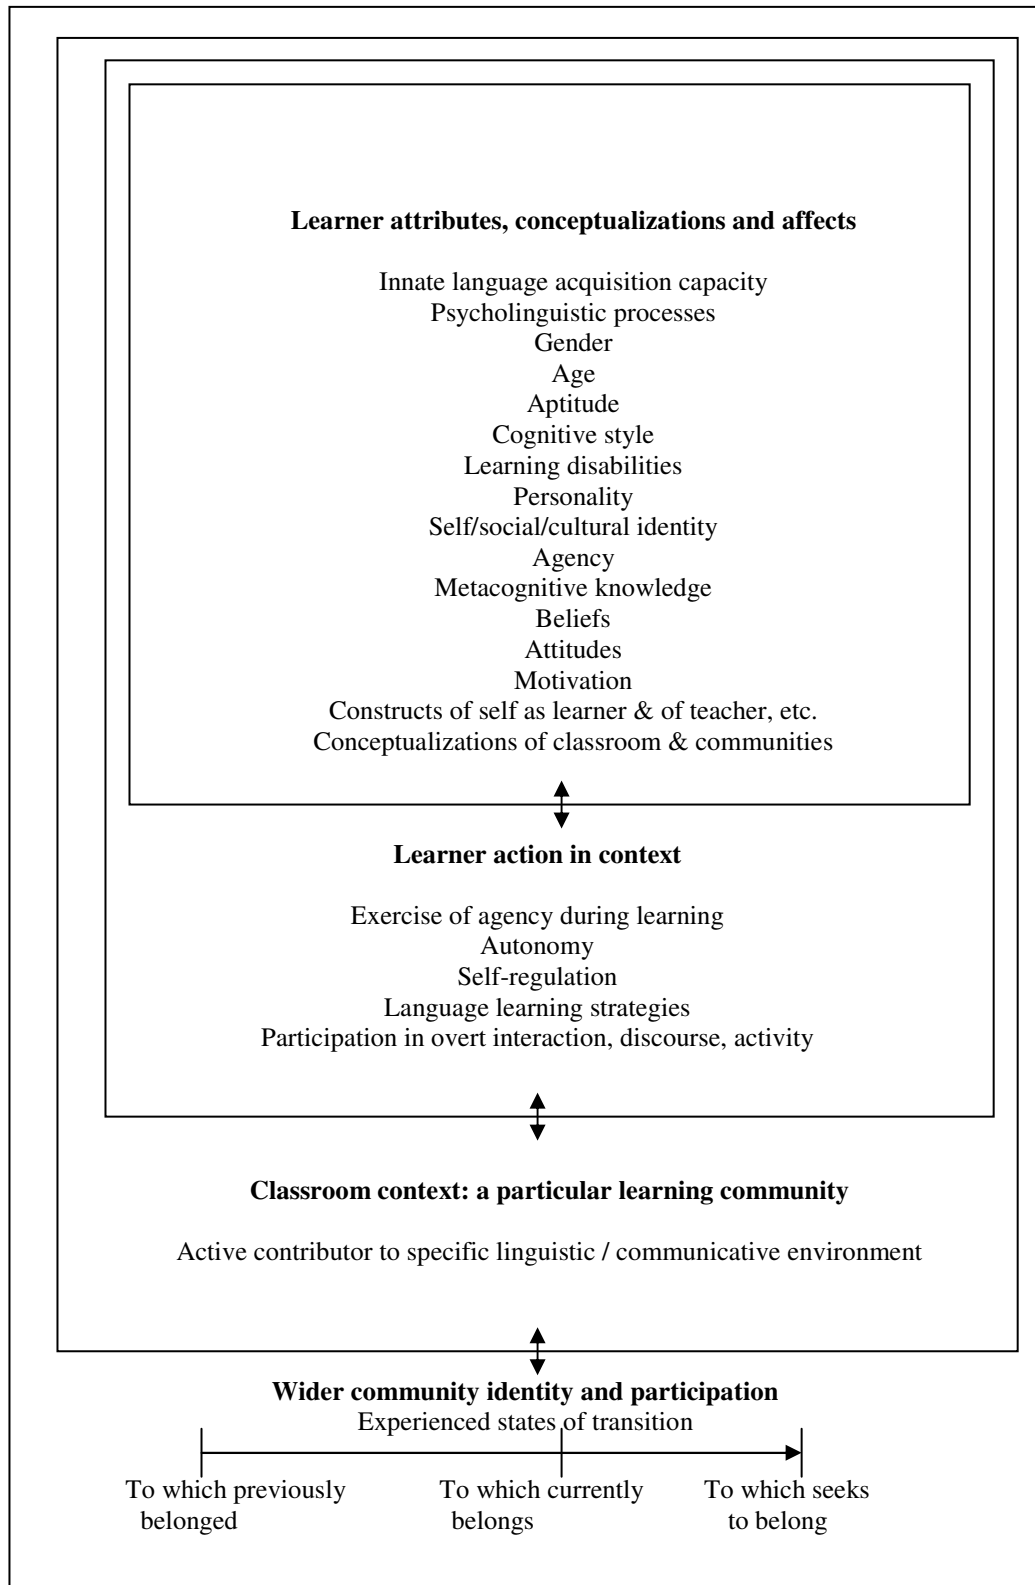 Learner attributes, conceptualizations and affects
Innate language acquisition capacity
Psycholinguistic processes
Gender
Age
Aptitude
Cognitive style
Learning disabilities
Personality
Self/social/cultural identity
Agency
Metacognitive knowledge
Beliefs
Attitudes
Motivation
Constructs of self as learner & of teacher, etc.
Conceptualizations of classroom & communities
Learner action in context
Exercise of agency during learning
Autonomy
Self-regulation
Language learning strategies
Participation in overt interaction, discourse, activity
Classroom context: a particular learning community
Active contributor to specific linguistic / communicative environment
Wider community identity and participation
Experienced states of transition
To which previously belonged
To which currently belongs
To which seeks to belong